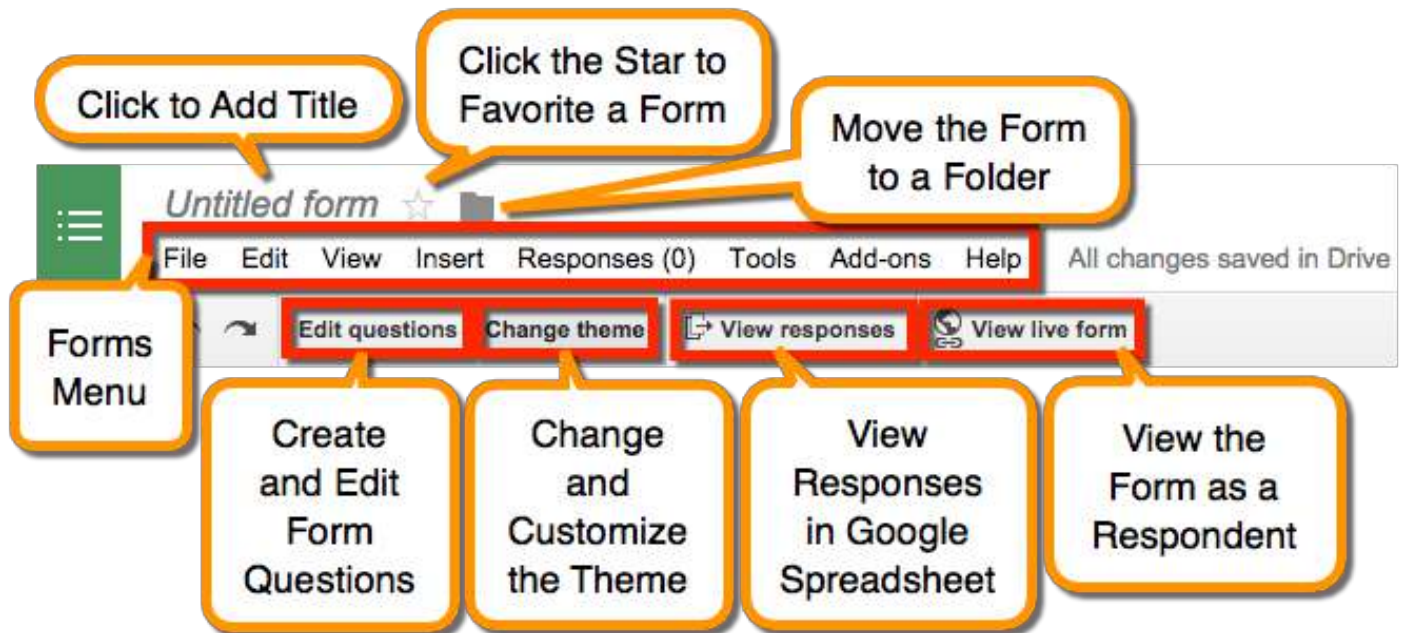 Click to Add Title
Click the Star to
Favorite a Form
Move the Form
to a Folder
Untitled form
File Edit View Insert Responses (0) Tools Add-ons Help All changes saved in Drive
Forms
Menu
Edit questions Change theme View responses View live form
Create
and Edit
Form
Questions
Change
and
Customize
the Theme
View
Responses
in Google
Spreadsheet
View the
Form as a
Respondent